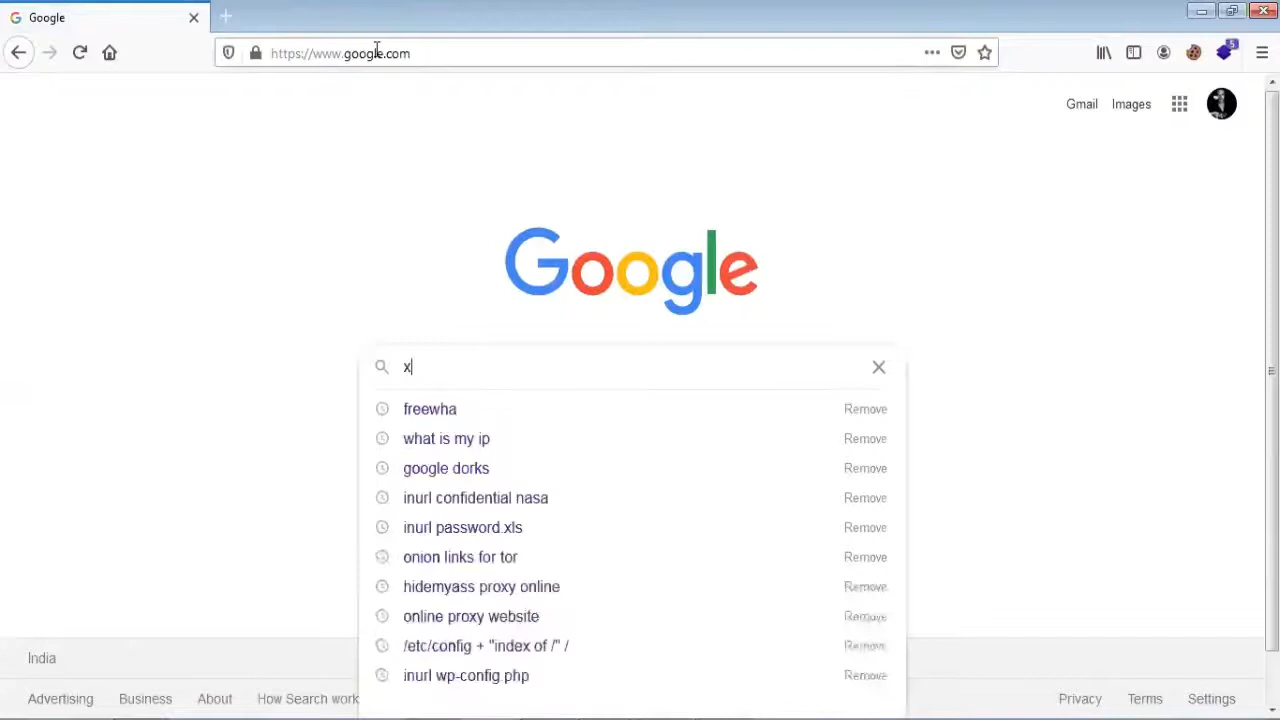 Google
https://www.google.com
5
Gmail Images
Google
x
freewha Remove
what is my ip Remove
google dorks Remove
inurl confidential nasa Remove
inurl password.xls Remove
onion links for tor Remove
hidemyass proxy online Remove
online proxy website Remove
/etc/config + "index of /" / Remove
inurl wp-config.php Remove
India
Advertising Business About How Search work Privacy Terms Settings